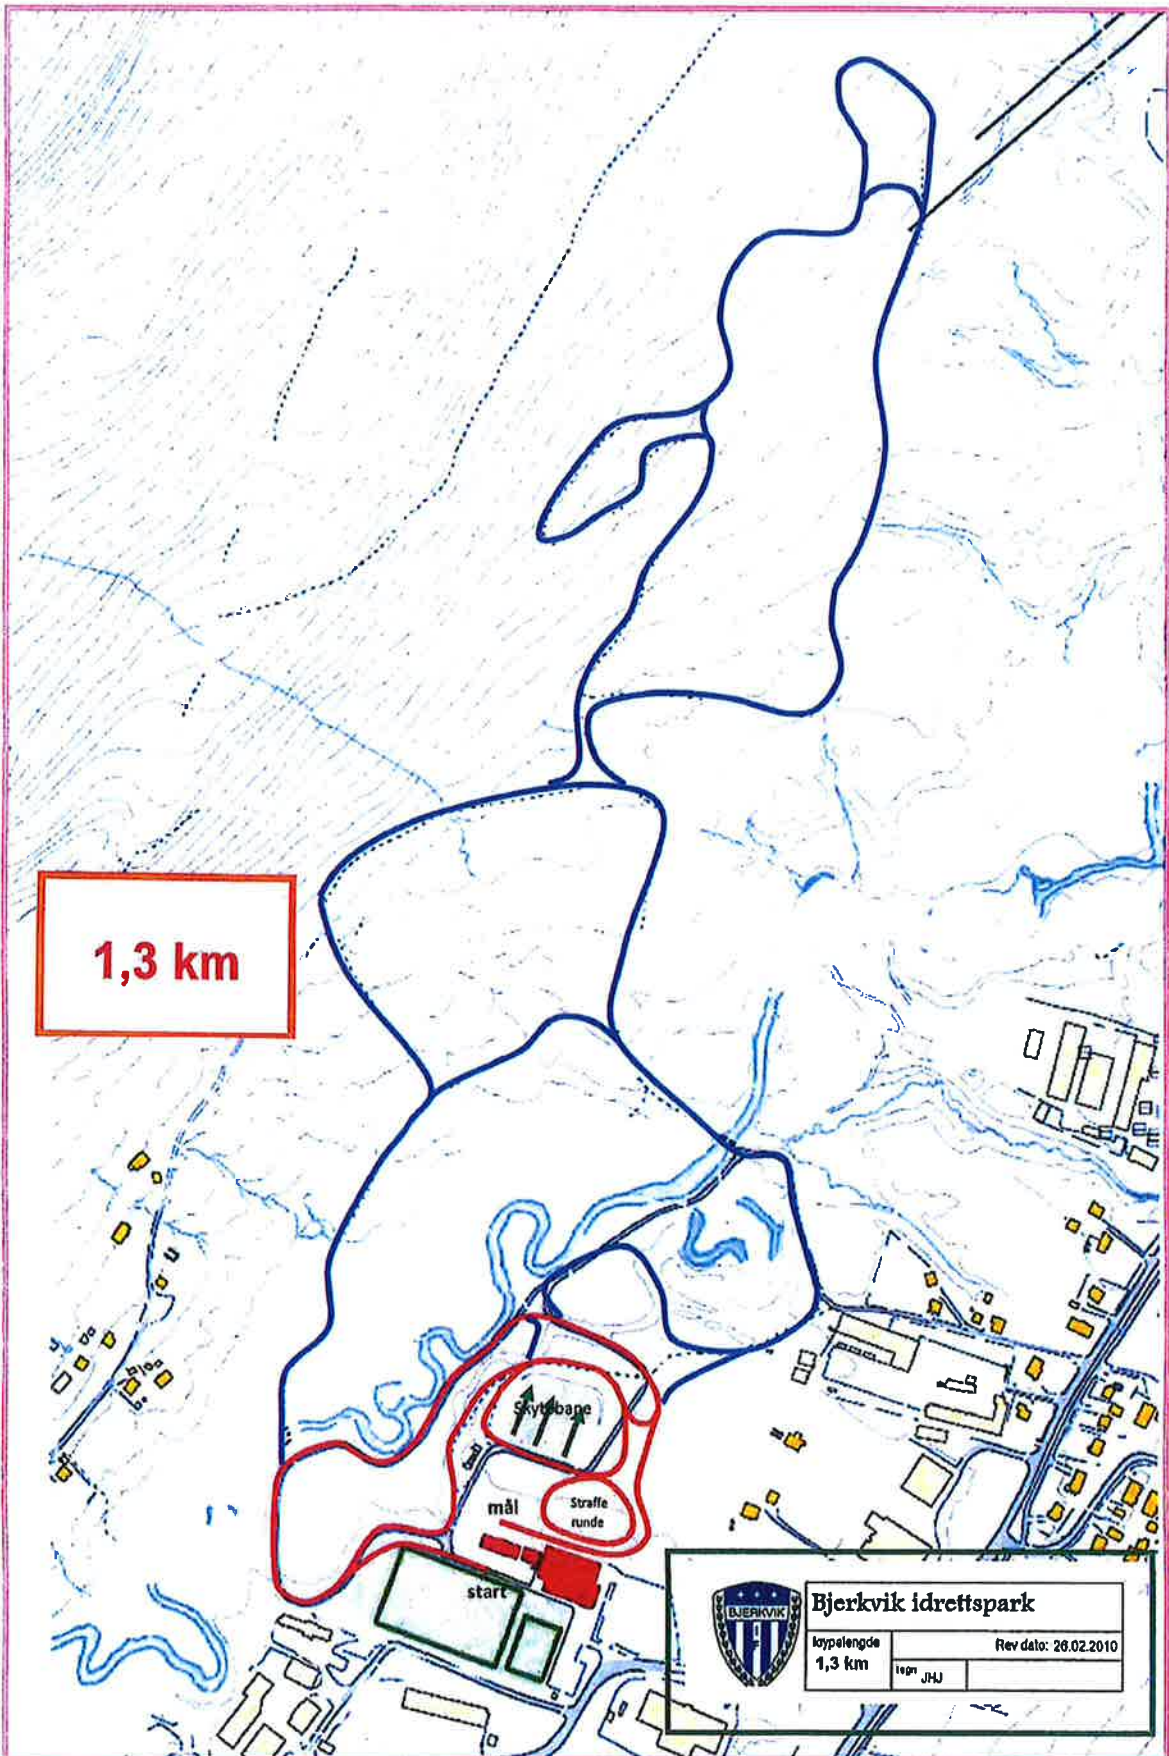 1,3 km
Skytebane
mål
Straffe
runde
start
BJERKVIK
Bjerkvik idrettspark
løypelengde
1,3 km
Rev dato: 26.02.2010
tegn JHJ